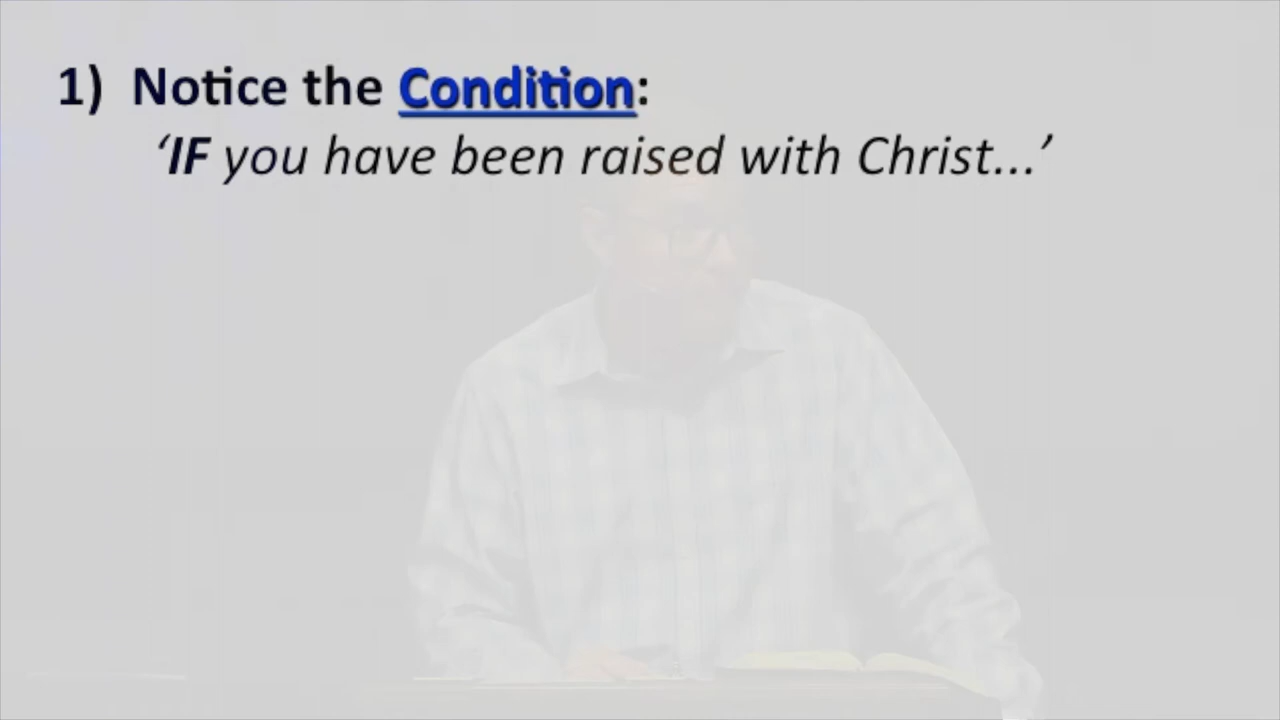 1) Notice the Condition:
‘IF you have been raised with Christ...’